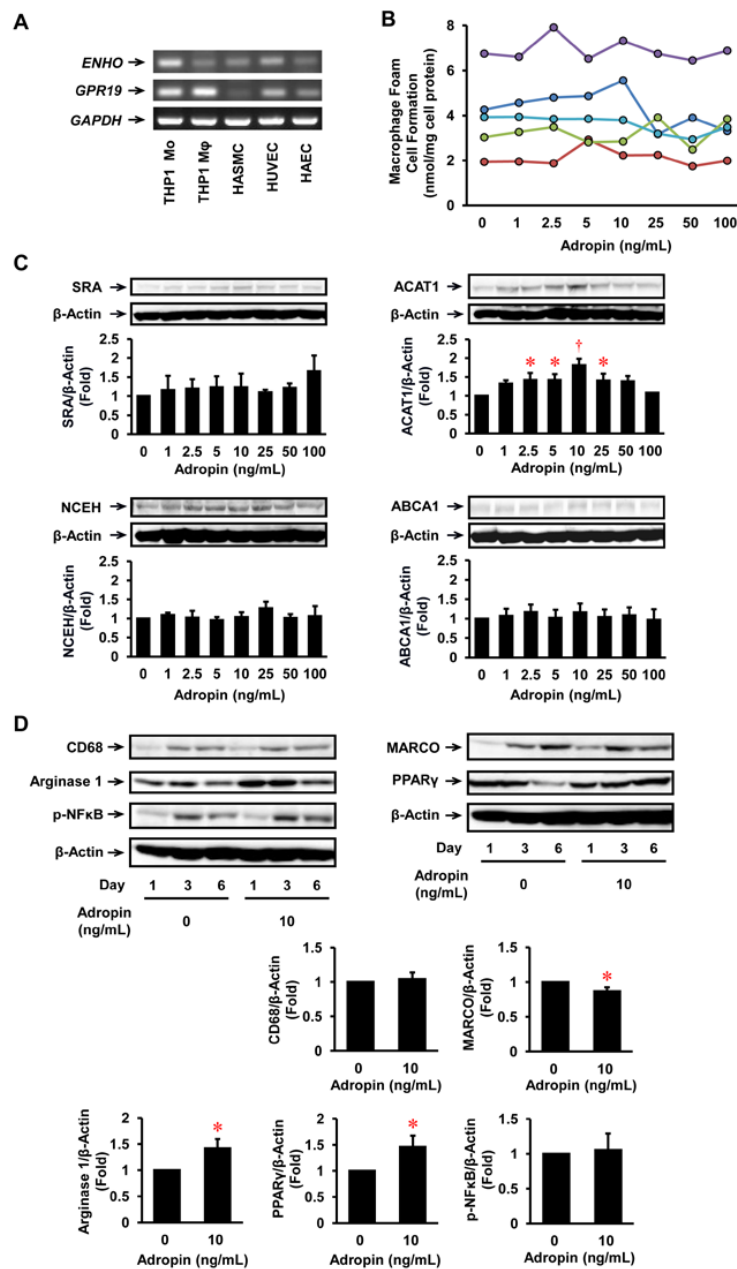 A
ENHO
GPR19
GAPDH
THP1 Mo
THP1 Mφ
HASMC
HUVEC
HAEC
B
Macrophage Foam
Cell Formation
(nmol/mg cell protein)
8
6
4
2
0
0 1 2.5 5 10 25 50 100
Adropin (ng/mL)
C
SRA
β-Actin
SRA/β-Actin
(Fold)
2.5
2
1.5
1
0.5
0
0 1 2.5 5 10 25 50 100
Adropin (ng/mL)
ACAT1
β-Actin
ACAT1/β-Actin
(Fold)
2.5
2
1.5
1
0.5
0
* * † *
0 1 2.5 5 10 25 50 100
Adropin (ng/mL)
NCEH
β-Actin
NCEH/β-Actin
(Fold)
2.5
2
1.5
1
0.5
0
0 1 2.5 5 10 25 50 100
Adropin (ng/mL)
ABCA1
β-Actin
ABCA1/β-Actin
(Fold)
2.5
2
1.5
1
0.5
0
0 1 2.5 5 10 25 50 100
Adropin (ng/mL)
D
CD68
Arginase 1
p-NFκB
β-Actin
Day 1 3 6 1 3 6
Adropin
(ng/mL)
0 10
MARCO
PPARγ
β-Actin
1 3 6 1 3 6
0 10
CD68/β-Actin
(Fold)
1.5
1
0.5
0
0 10
Adropin (ng/mL)
MARCO/β-Actin
(Fold)
1.5
1
0.5
0
*
0 10
Adropin (ng/mL)
Arginase 1/β-Actin
(Fold)
2
1.5
1
0.5
0
*
0 10
Adropin (ng/mL)
PPARγ/β-Actin
(Fold)
2
1.5
1
0.5
0
*
0 10
Adropin (ng/mL)
p-NFκB/β-Actin
(Fold)
1.5
1
0.5
0
0 10
Adropin (ng/mL)